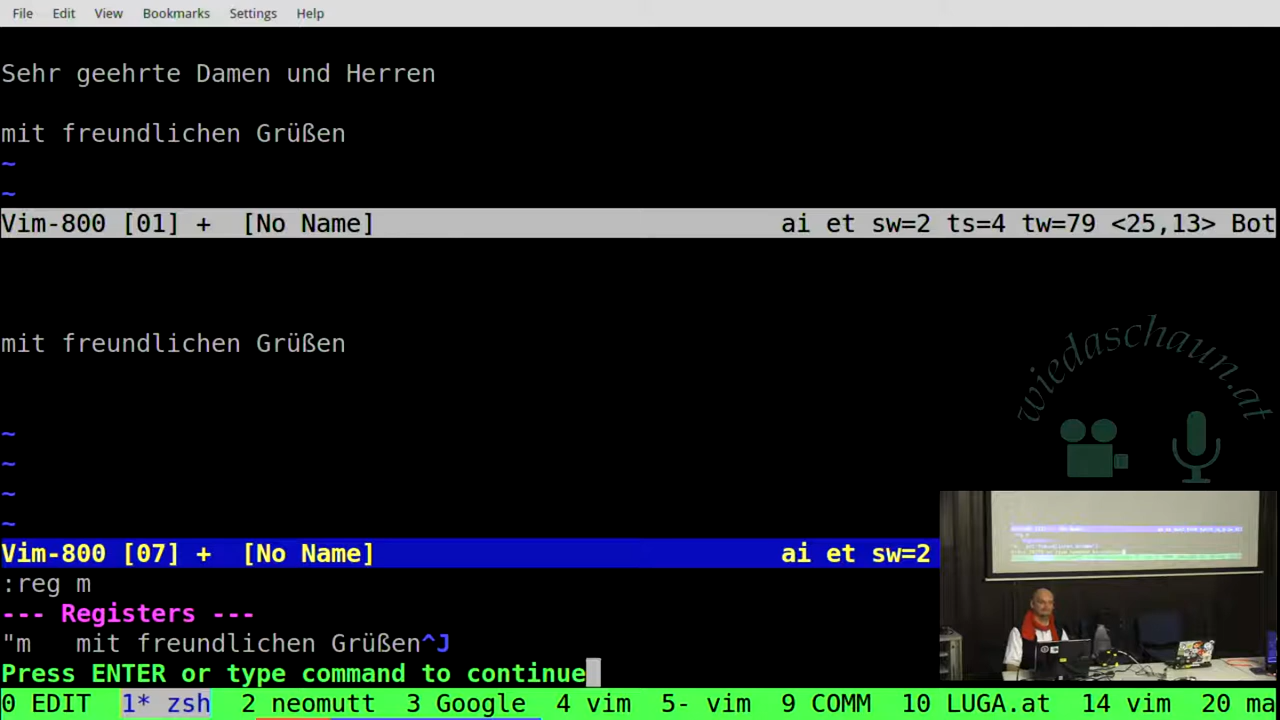 File Edit View Bookmarks Settings Help
Sehr geehrte Damen und Herren
mit freundlichen Grüßen
~
~
Vim-800 [01] + [No Name] ai et sw=2 ts=4 tw=79 <25,13> Bot
mit freundlichen Grüßen
~
~
~
~
wiedaschaun.at
Vim-800 [07] + [No Name] ai et sw=2
:reg m
--- Registers ---
"m mit freundlichen Grüßen^J
Press ENTER or type command to continue
0 EDIT 1* zsh 2 neomutt 3 Google 4 vim 5- vim 9 COMM 10 LUGA.at 14 vim 20 ma